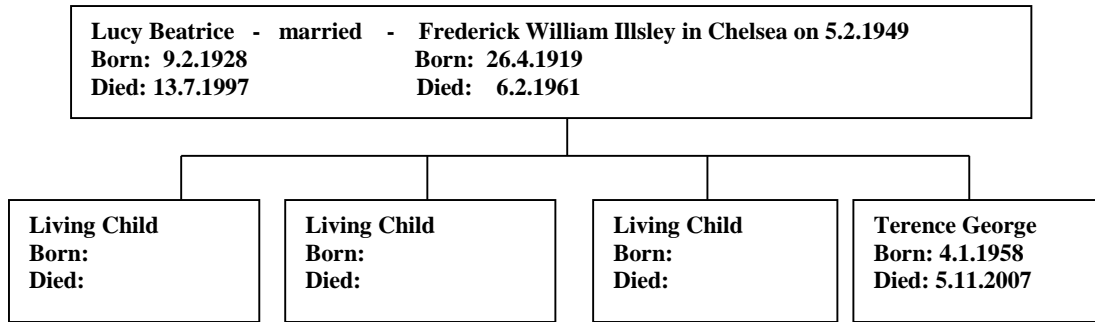 Lucy Beatrice - married - Frederick William Illsley in Chelsea on 5.2.1949
Born: 9.2.1928 Born: 26.4.1919
Died: 13.7.1997 Died: 6.2.1961
Living Child
Born:
Died:
Living Child
Born:
Died:
Living Child
Born:
Died:
Terence George
Born: 4.1.1958
Died: 5.11.2007